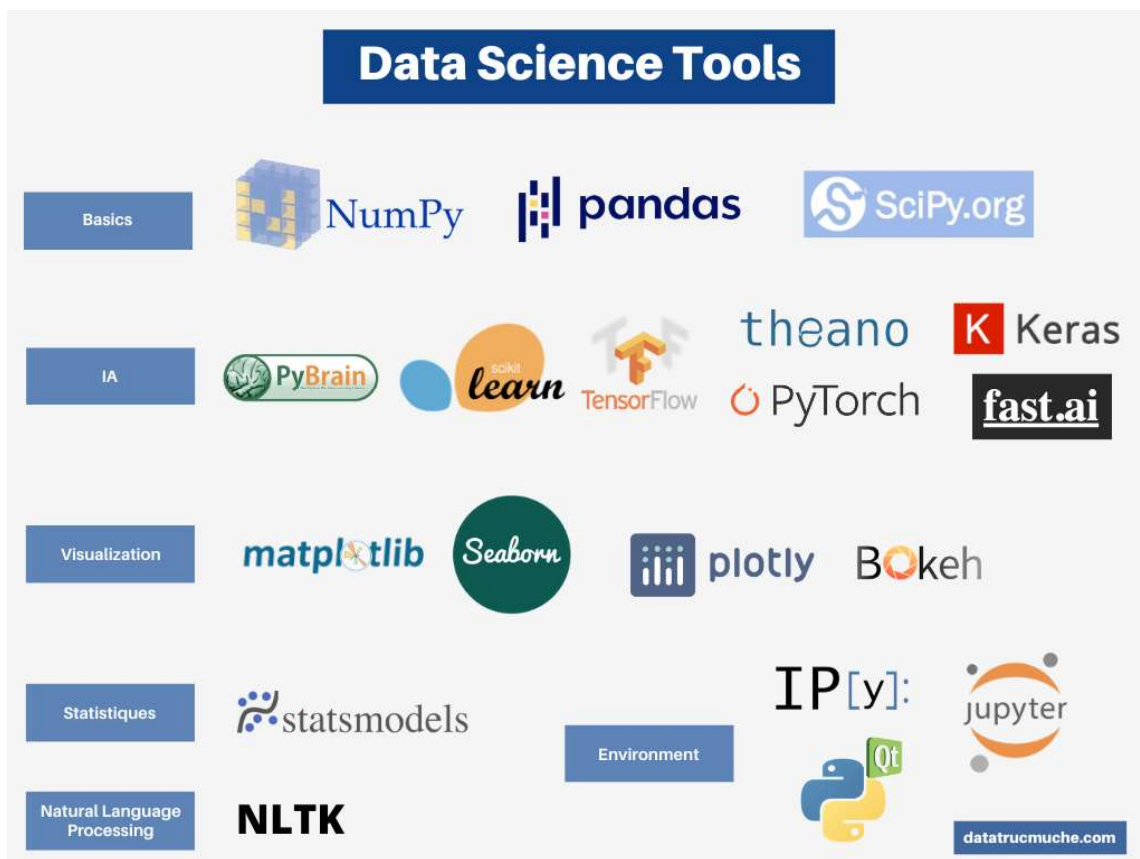 Data Science Tools
Basics
NumPy
pandas
SciPy.org
IA
PyBrain
scikit
learn
TensorFlow
theano
Keras
PyTorch
fast.ai
Visualization
matplotlib
Seaborn
plotly
Bokeh
Statistiques
statsmodels
Environment
IP[y]:
jupyter
Qt
Natural Language
Processing
NLTK
datatrucmuche.com